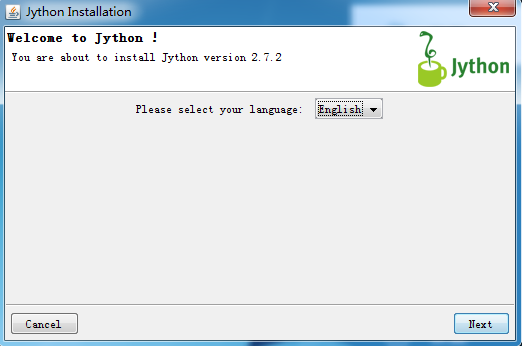 Jython Installation
Welcome to Jython !
You are about to install Jython version 2.7.2
Jython
Please select your language: English
Cancel
Next